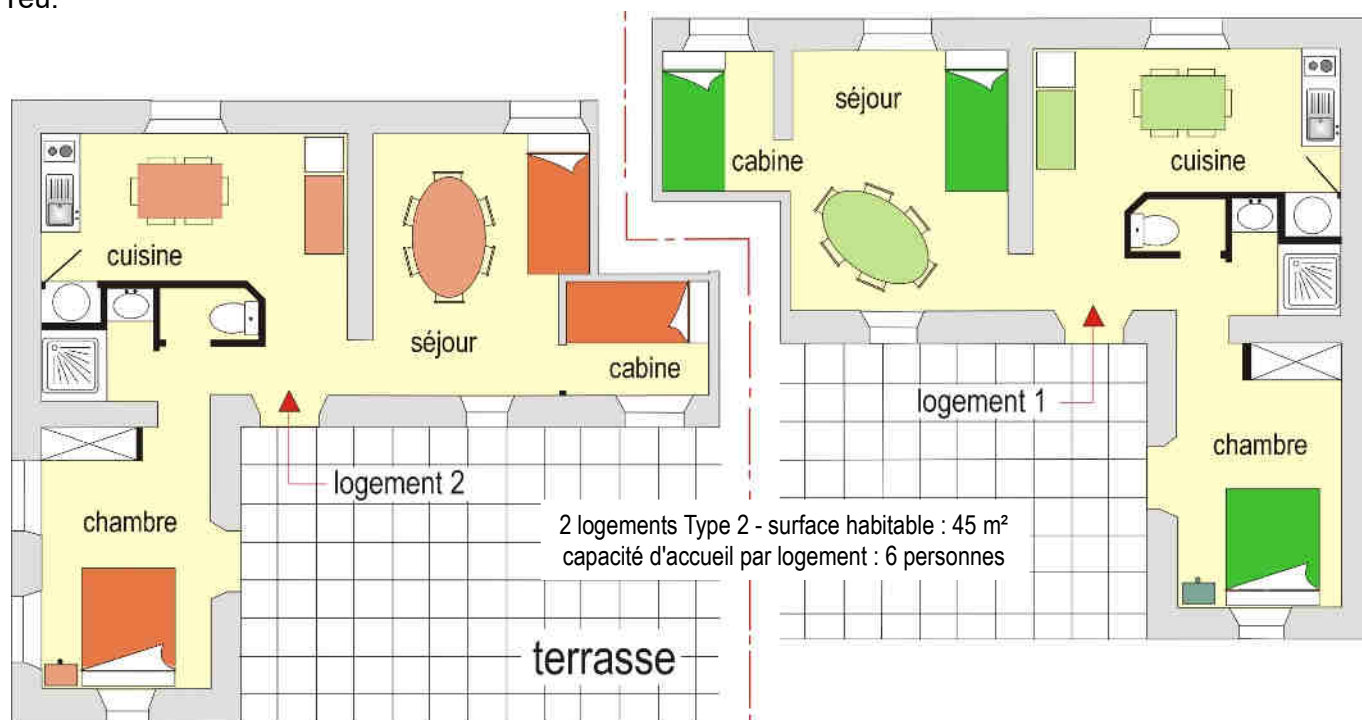 séjour
cabine
cuisine
cuisine
séjour
cabine
logement 1
chambre
logement 2
chambre
2 logements Type 2 - surface habitable : 45 m²
capacité d'accueil par logement : 6 personnes
terrasse